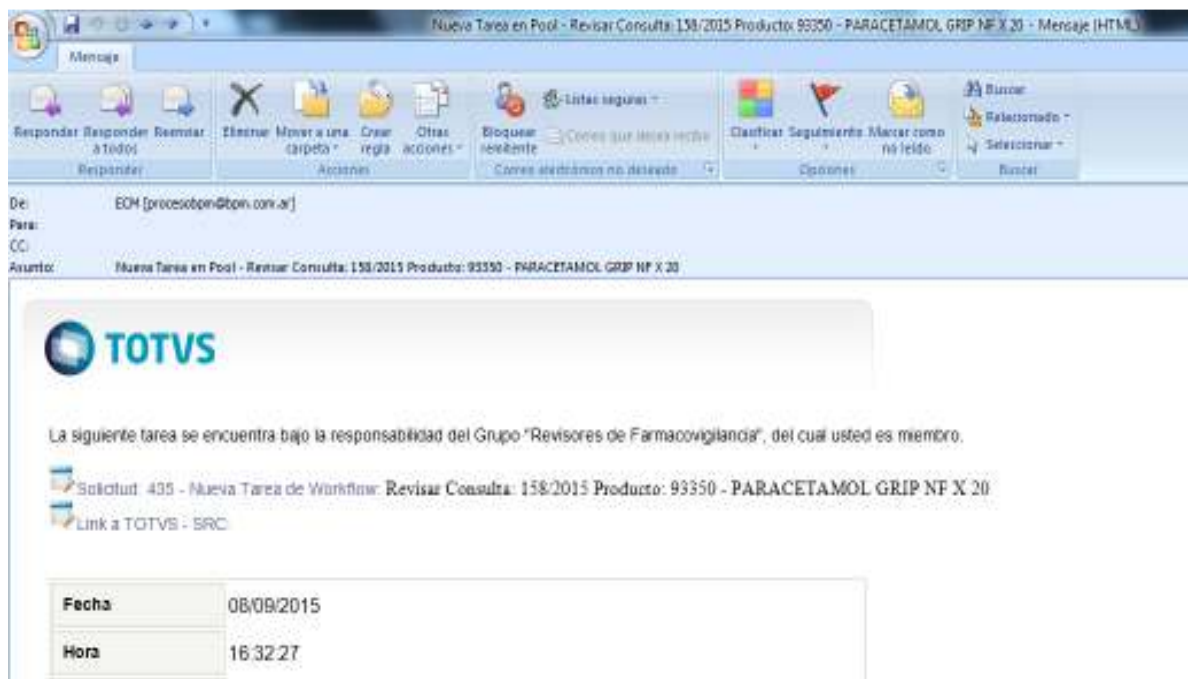 Nueva Tarea en Pool - Revisar Consulta: 158/2015 Producto: 93350 - PARACETAMOL GRIP NF X 20 - Mensaje (HTML)
Mensaje
Responder Responder a todos Reenviar
Eliminar Mover a una carpeta Crear regla Otras acciones
Bloquear remitente Listas seguras
Correo que desea recibir
Clasificar Seguimiento Marcar como no leído
Buscar
Relacionado
Seleccionar
Responder Acciones Correo electrónico no deseado Opciones Buscar
De: ECM [procesobpm@bpm.com.ar]
Para:
CC:
Asunto: Nueva Tarea en Pool - Revisar Consulta: 158/2015 Producto: 93350 - PARACETAMOL GRIP NF X 20
TOTVS
La siguiente tarea se encuentra bajo la responsabilidad del Grupo "Revisores de Farmacovigilancia", del cual usted es miembro.
Solicitud: 435 - Nueva Tarea de Workflow: Revisar Consulta: 158/2015 Producto: 93350 - PARACETAMOL GRIP NF X 20
Link a TOTVS - SRC
Fecha 08/09/2015
Hora 16:32:27